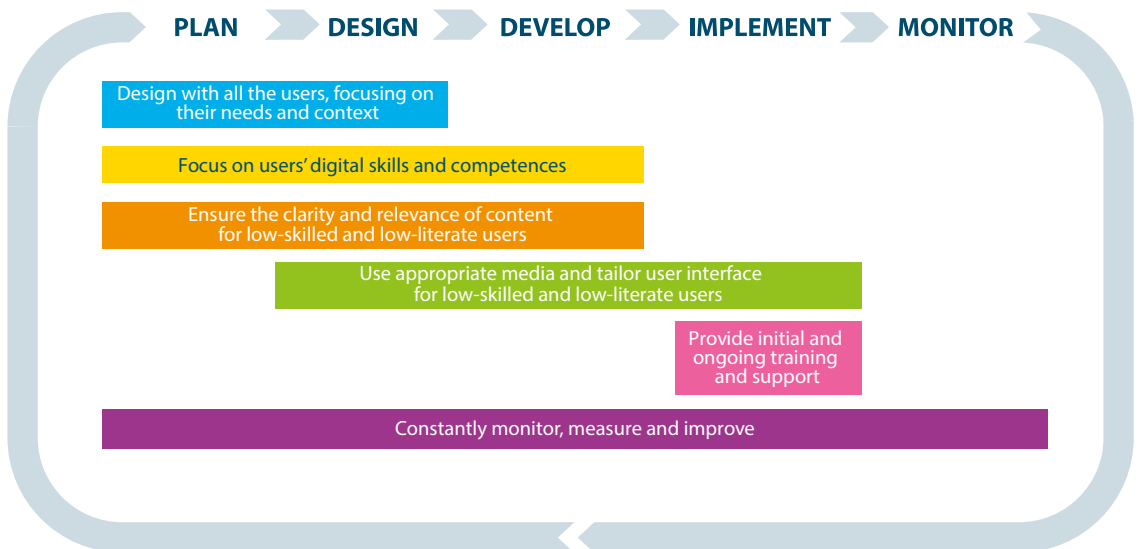 PLAN DESIGN DEVELOP IMPLEMENT MONITOR
Design with all the users, focusing on
their needs and context
Focus on users' digital skills and competences
Ensure the clarity and relevance of content
for low-skilled and low-literate users
Use appropriate media and tailor user interface
for low-skilled and low-literate users
Provide initial and
ongoing training
and support
Constantly monitor, measure and improve